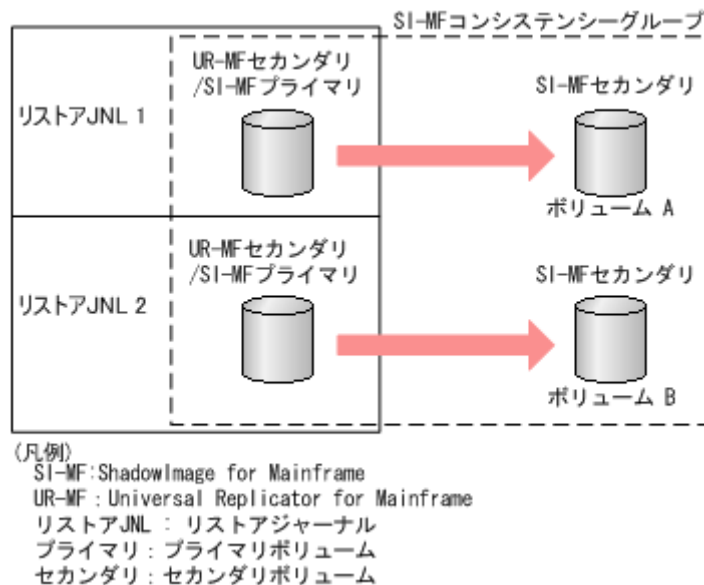 SI-MFコンシステンシーグループ
UR-MFセカンダリ
/SI-MFプライマリ
SI-MFセカンダリ
リストアJNL 1
ボリューム A
UR-MFセカンダリ
/SI-MFプライマリ
SI-MFセカンダリ
リストアJNL 2
ボリューム B
(凡例)
SI-MF:ShadowImage for Mainframe
UR-MF : Universal Replicator for Mainframe
リストアJNL : リストアジャーナル
プライマリ : プライマリボリューム
セカンダリ : セカンダリボリューム